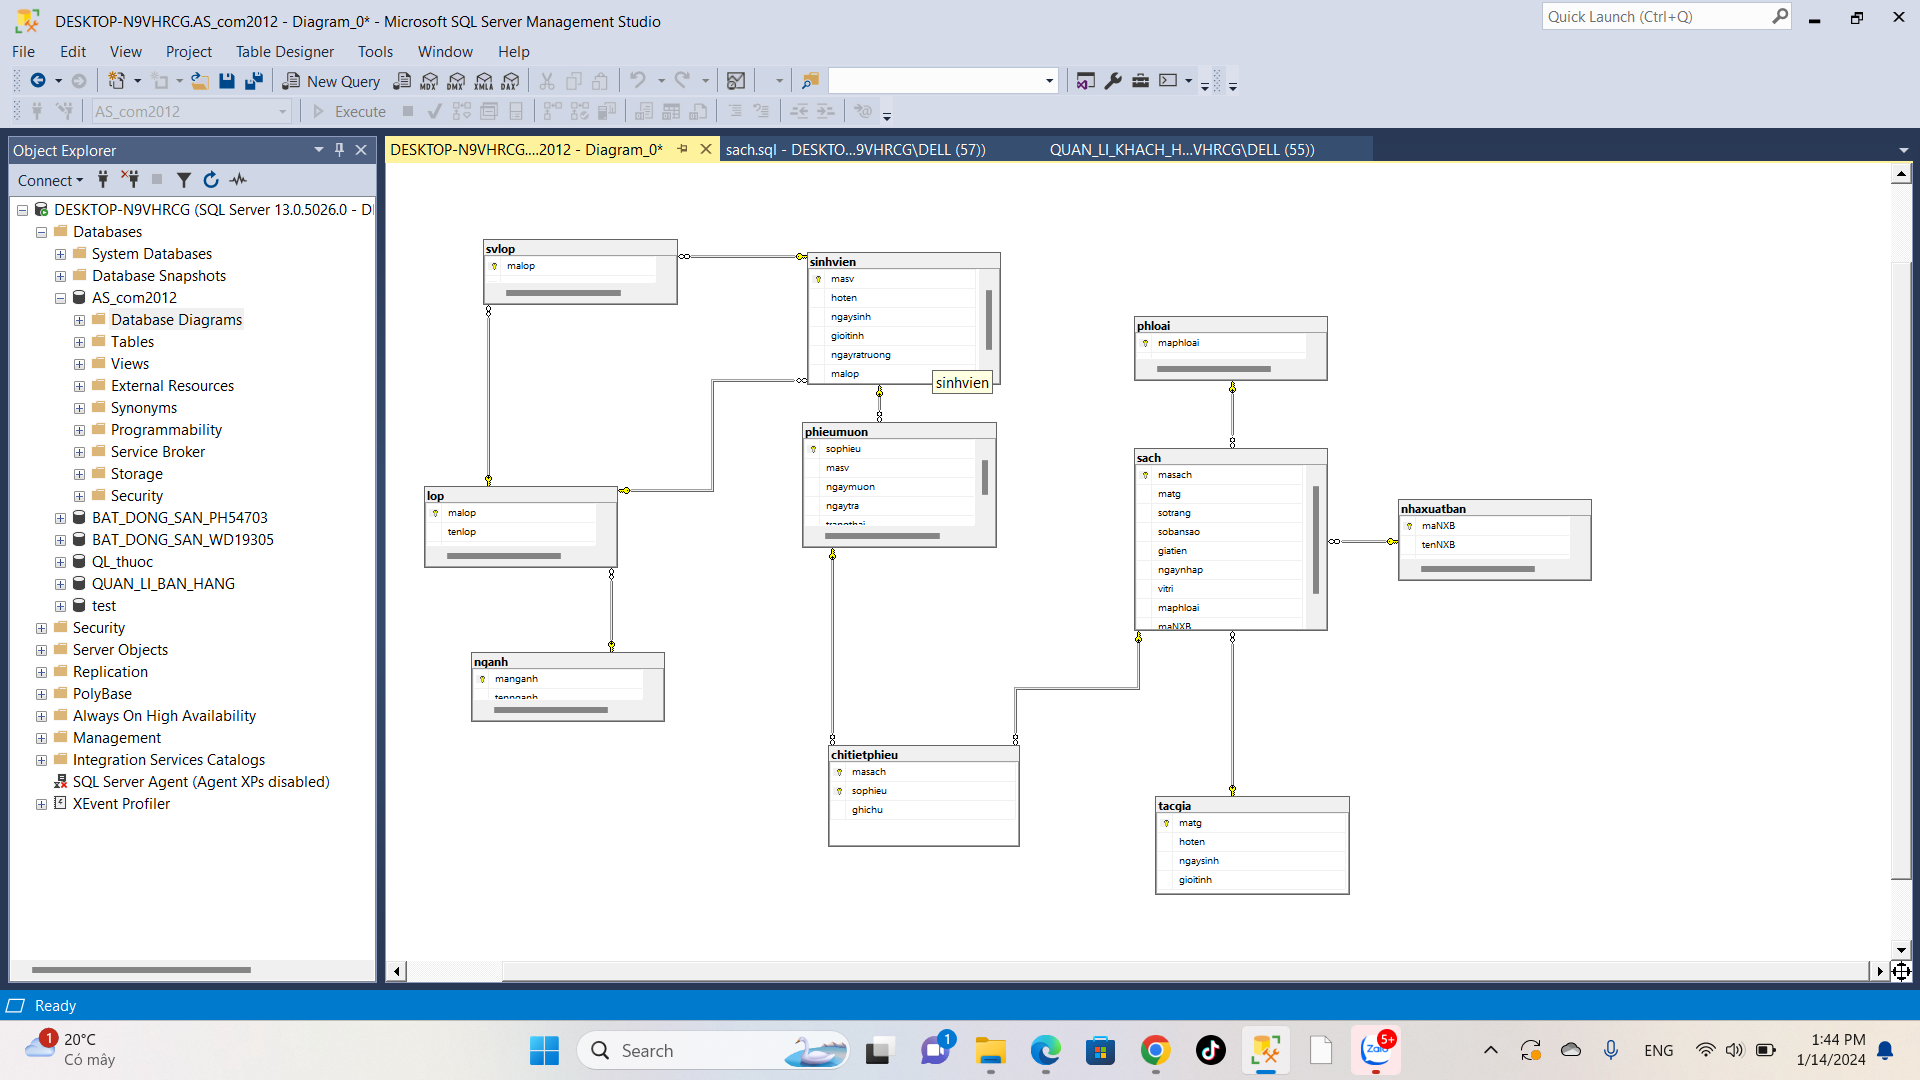 DESKTOP-N9VHRCG.AS_com2012 - Diagram_0* - Microsoft SQL Server Management Studio
Quick Launch (Ctrl+Q)
File Edit View Project Table Designer Tools Window Help
New Query MDX DMX XMLA DAX
AS_com2012 Execute
Object Explorer
DESKTOP-N9VHRCG....2012 - Diagram_0*
sach.sql - DESKTO...9VHRCG\DELL (57))
QUAN_LI_KHACH_H...VHRCG\DELL (55))
Connect
DESKTOP-N9VHRCG (SQL Server 13.0.5026.0 - DI
Databases
System Databases
Database Snapshots
AS_com2012
Database Diagrams
Tables
Views
External Resources
Synonyms
Programmability
Service Broker
Storage
Security
BAT_DONG_SAN_PH54703
BAT_DONG_SAN_WD19305
QL_thuoc
QUAN_LI_BAN_HANG
test
Security
Server Objects
Replication
PolyBase
Always On High Availability
Management
Integration Services Catalogs
SQL Server Agent (Agent XPs disabled)
XEvent Profiler
svlop
malop
sinhvien
masv
hoten
ngaysinh
gioitinh
ngayratruong
malop
sinhvien
phieumuon
sophieu
masv
ngaymuon
ngaytra
trangthai
lop
malop
tenlop
nganh
manganh
tennganh
chitietphieu
masach
sophieu
ghichu
phloai
maphloai
sach
masach
matg
sotrang
sobansao
giatien
ngaynhap
vitri
maphloai
maNXB
nhaxuatban
maNXB
tenNXB
tacgia
matg
hoten
ngaysinh
gioitinh
Ready
1
20°C
Có mây
Search
1
Zalo
5+
ENG
1:44 PM
1/14/2024